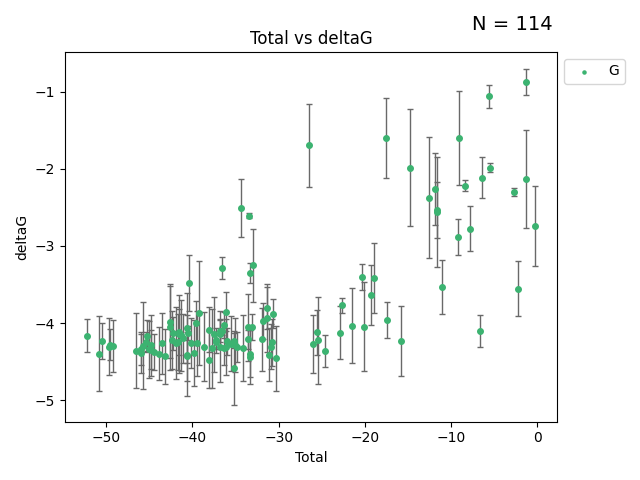 N = 114
Total vs deltaG
G
−1
−2
−3
−4
−5
deltaG
−50 −40 −30 −20 −10 0
Total